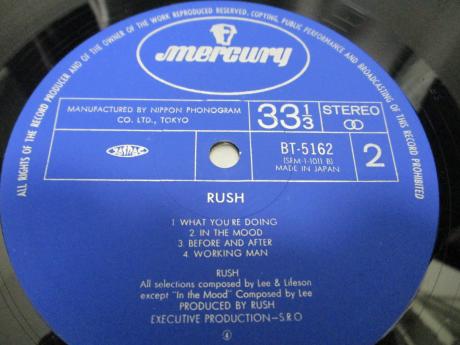 ALL RIGHTS OF THE RECORD PRODUCER AND OF THE OWNER OF THE WORK REPRODUCED RESERVED, COPYING, PUBLIC PERFORMANCE AND BROADCASTING OF THIS RECORD PROHIBITED
mercury
MANUFACTURED BY NIPPON PHONOGRAM
CO. LTD., TOKYO
33 1/3
STEREO
BT-5162
(SFM-1-1011 B)
MADE IN JAPAN
2
RUSH
1 WHAT YOU'RE DOING
2. IN THE MOOD
3. BEFORE AND AFTER
4. WORKING MAN
RUSH
All selections composed by Lee & Lifeson
except "In the Mood" Composed by Lee
PRODUCED BY RUSH
EXECUTIVE PRODUCTION—S.R.O
4